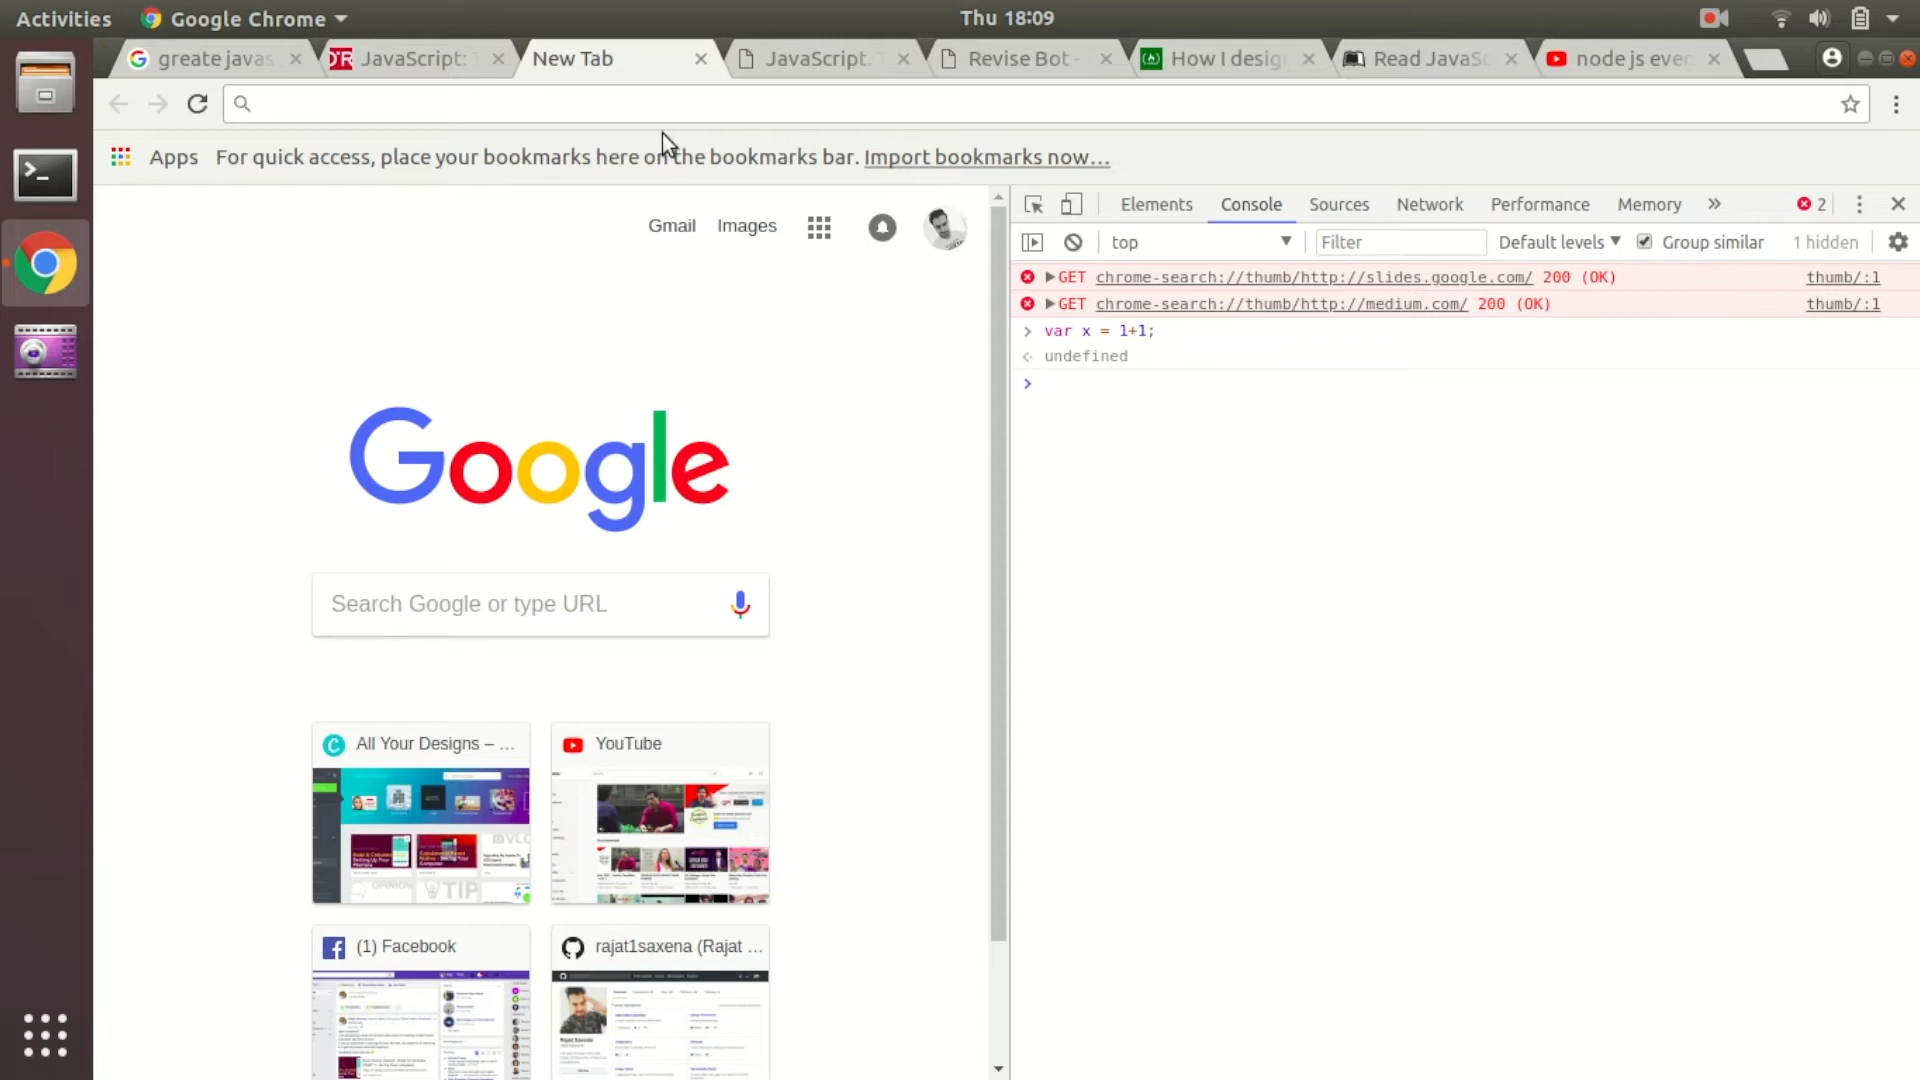 Activities
Google Chrome
Thu 18:09
greate javas
JavaScript: T
New Tab
JavaScript. T
Revise Bot -
How I desig
Read JavaSc
node js even
Apps For quick access, place your bookmarks here on the bookmarks bar. Import bookmarks now...
Gmail Images
Google
Search Google or type URL
All Your Designs – ...
YouTube
(1) Facebook
rajat1saxena (Rajat ...
Elements Console Sources Network Performance Memory » 2
top Filter Default levels Group similar 1 hidden
GET chrome-search://thumb/http://slides.google.com/ 200 (OK) thumb/:1
GET chrome-search://thumb/http://medium.com/ 200 (OK) thumb/:1
> var x = 1+1;
undefined
>